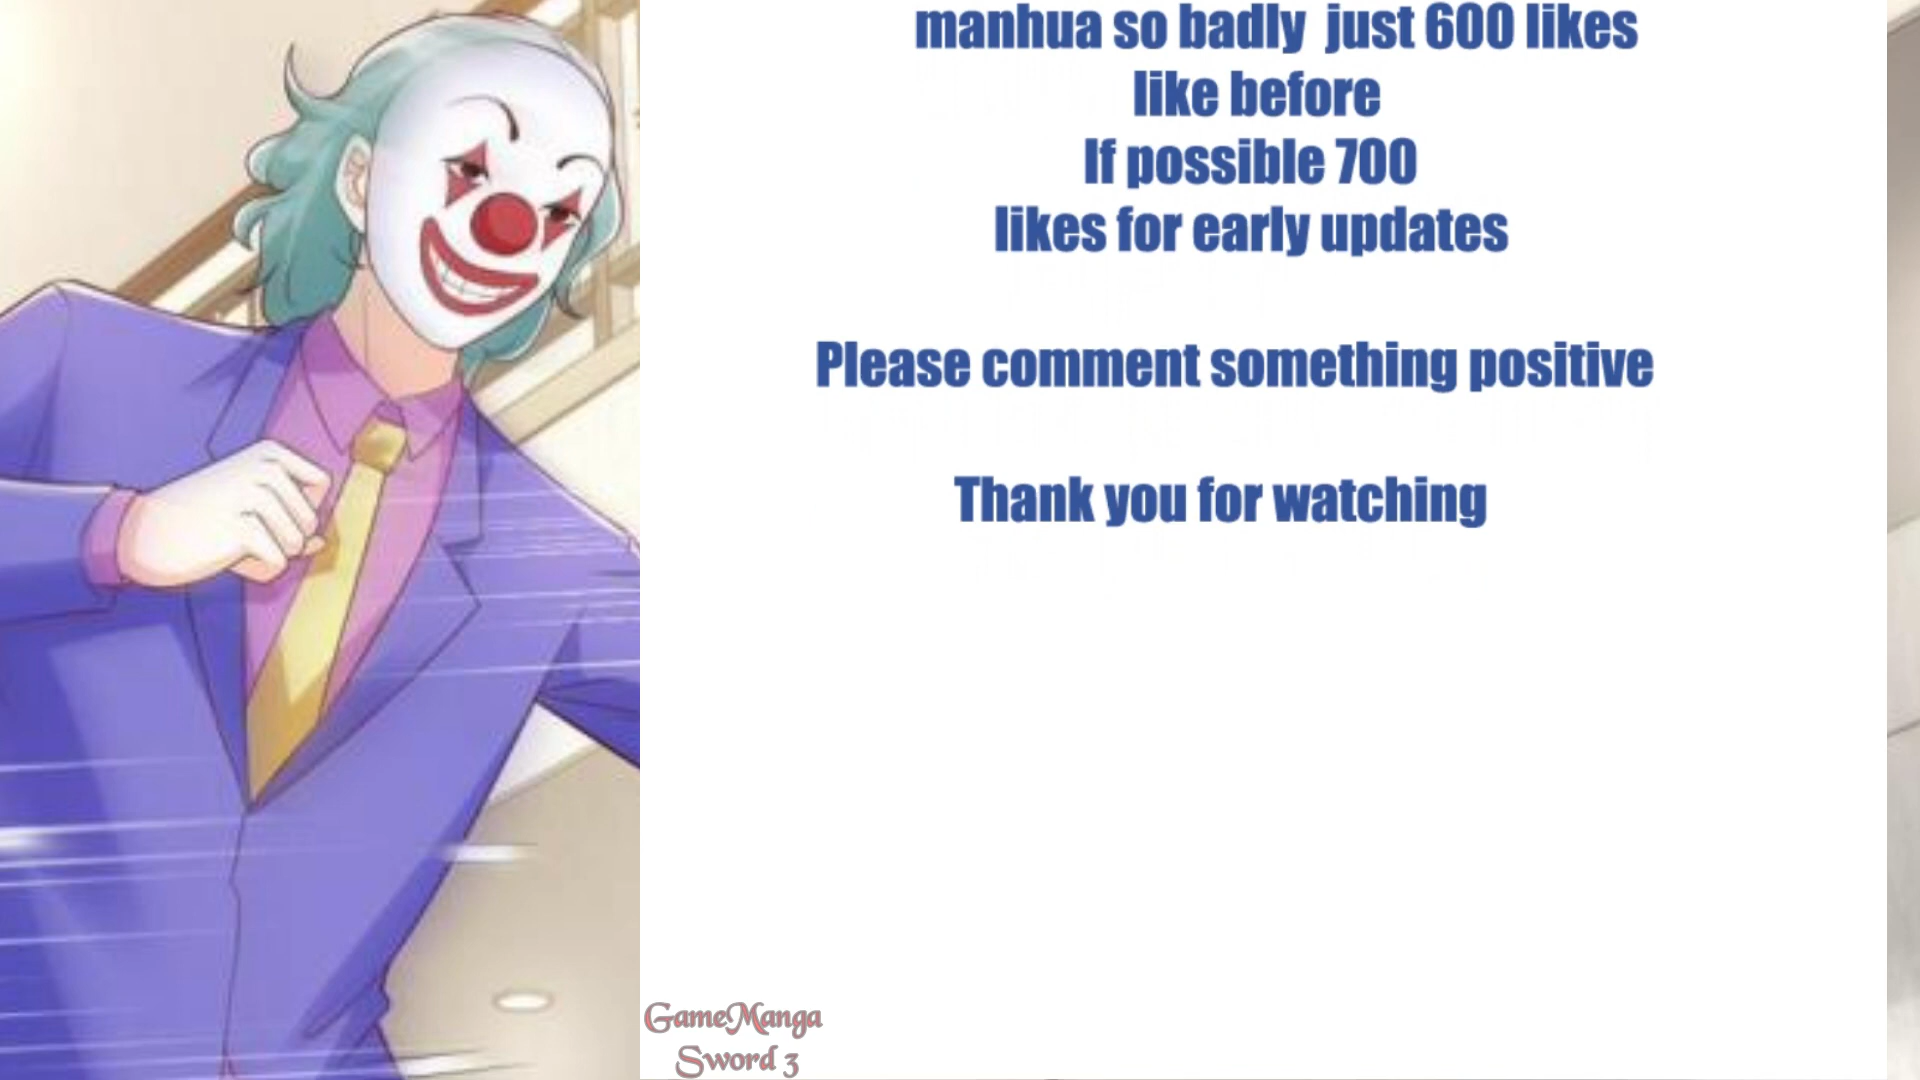 manhua so badly just 600 likes
like before
If possible 700
likes for early updates
Please comment something positive
Thank you for watching
GameManga
Sword 3